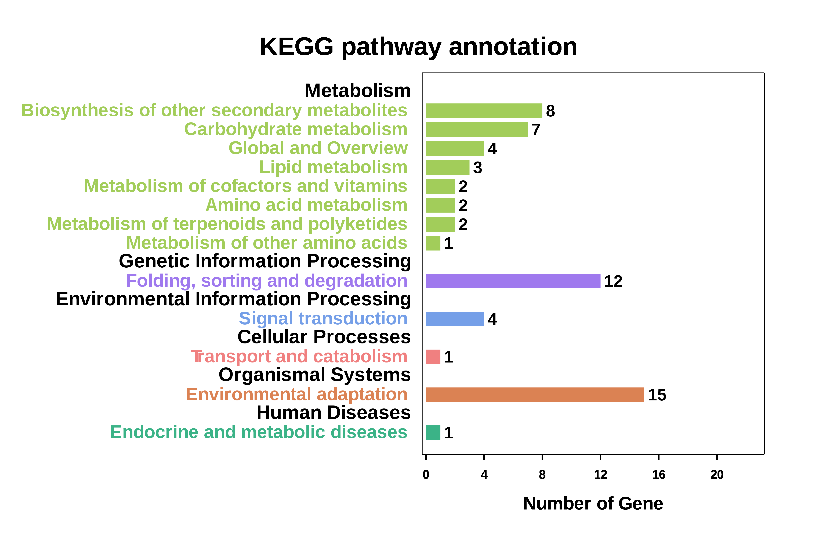 KEGG pathway annotation
Metabolism
Biosynthesis of other secondary metabolites 8
Carbohydrate metabolism 7
Global and Overview 4
Lipid metabolism 3
Metabolism of cofactors and vitamins 2
Amino acid metabolism 2
Metabolism of terpenoids and polyketides 2
Metabolism of other amino acids 1
Genetic Information Processing
Folding, sorting and degradation 12
Environmental Information Processing
Signal transduction 4
Cellular Processes
Transport and catabolism 1
Organismal Systems
Environmental adaptation 15
Human Diseases
Endocrine and metabolic diseases 1
0 4 8 12 16 20
Number of Gene